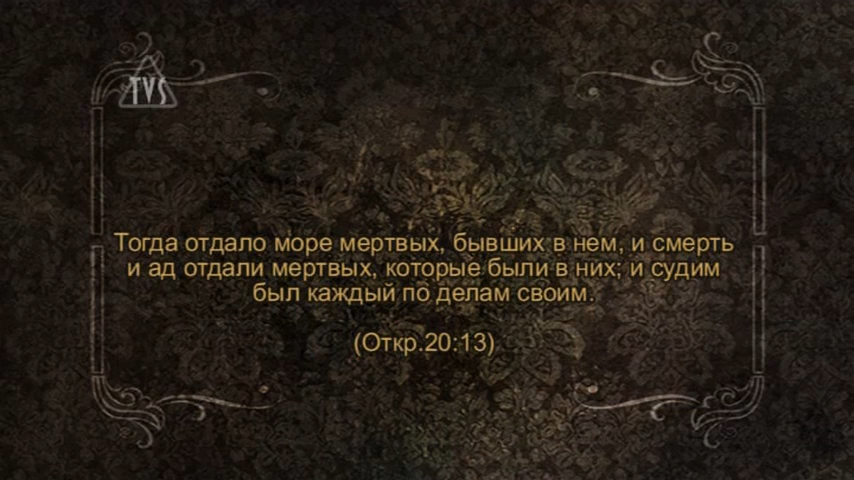 TVS
Тогда отдало море мертвых, бывших в нем, и смерть
и ад отдали мертвых, которые были в них; и судим
был каждый по делам своим.
(Откр.20:13)